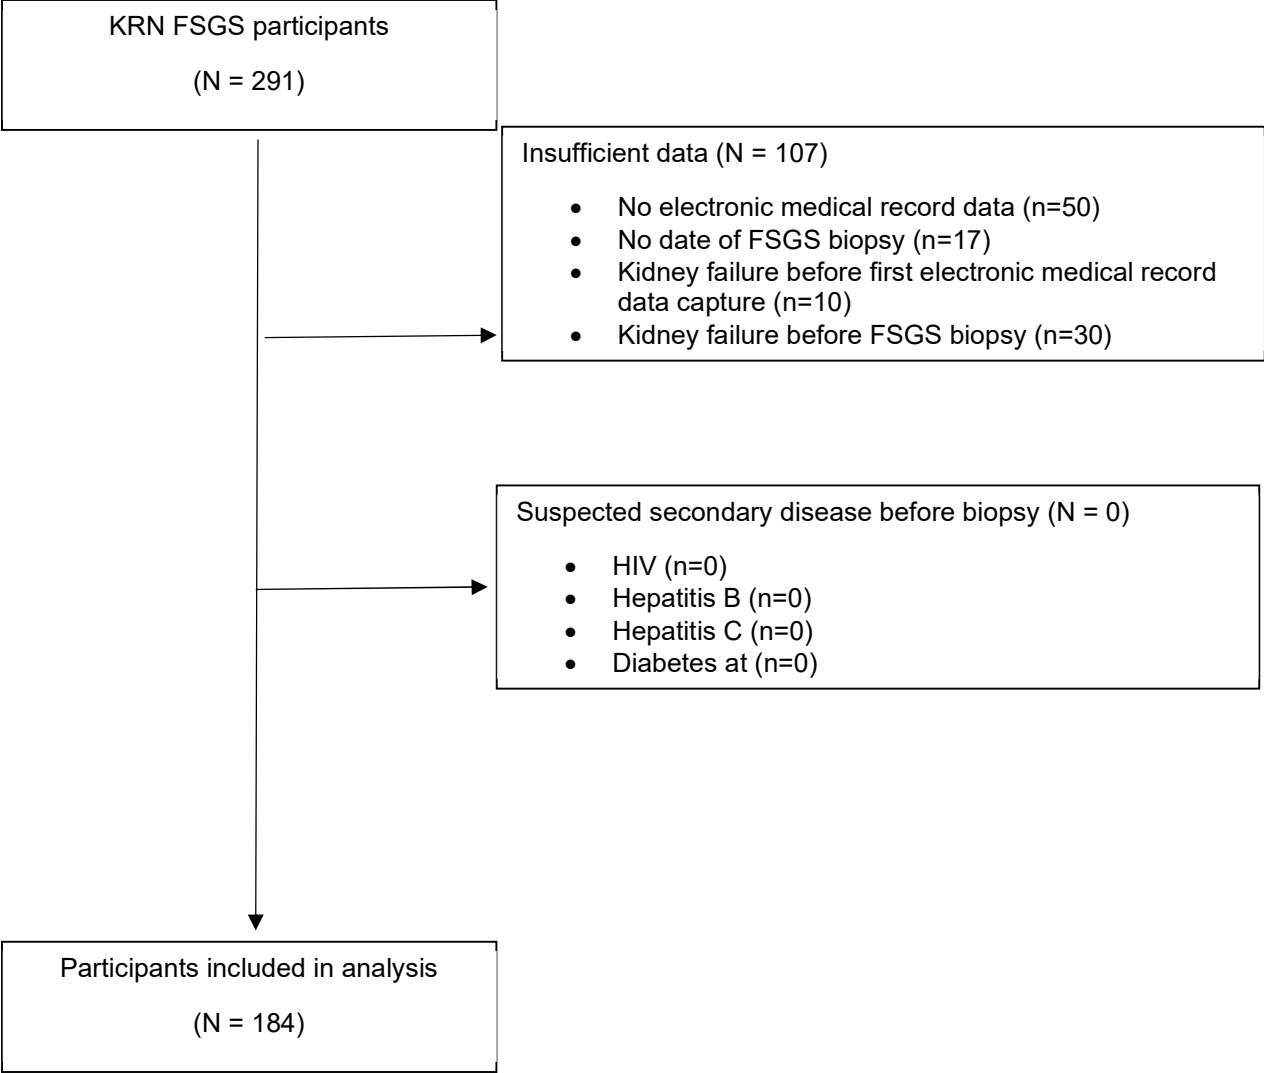 KRN FSGS participants
(N = 291)
Insufficient data (N = 107)
• No electronic medical record data (n=50)
• No date of FSGS biopsy (n=17)
• Kidney failure before first electronic medical record
data capture (n=10)
• Kidney failure before FSGS biopsy (n=30)
Suspected secondary disease before biopsy (N = 0)
• HIV (n=0)
• Hepatitis B (n=0)
• Hepatitis C (n=0)
• Diabetes at (n=0)
Participants included in analysis
(N = 184)